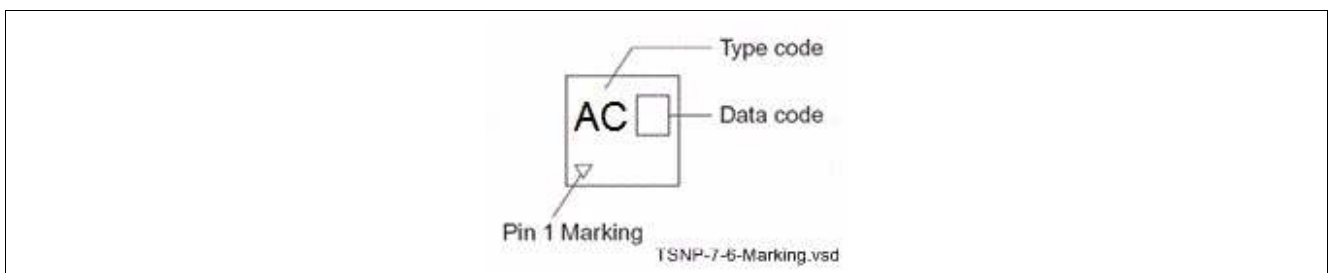 Type code
AC
Data code
Pin 1 Marking
TSNP-7-6-Marking.vsd